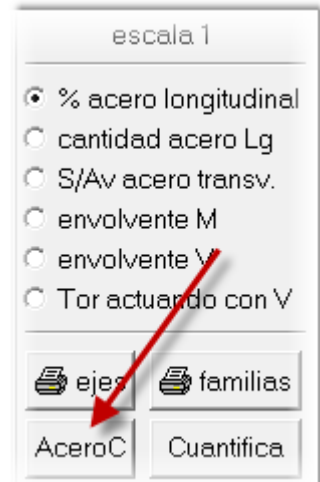 escala 1
% acero longitudinal
cantidad acero Lg
S/Av acero transv.
envolvente M
envolvente V
Tor actuando con V
ejes familias
AceroC Cuantifica